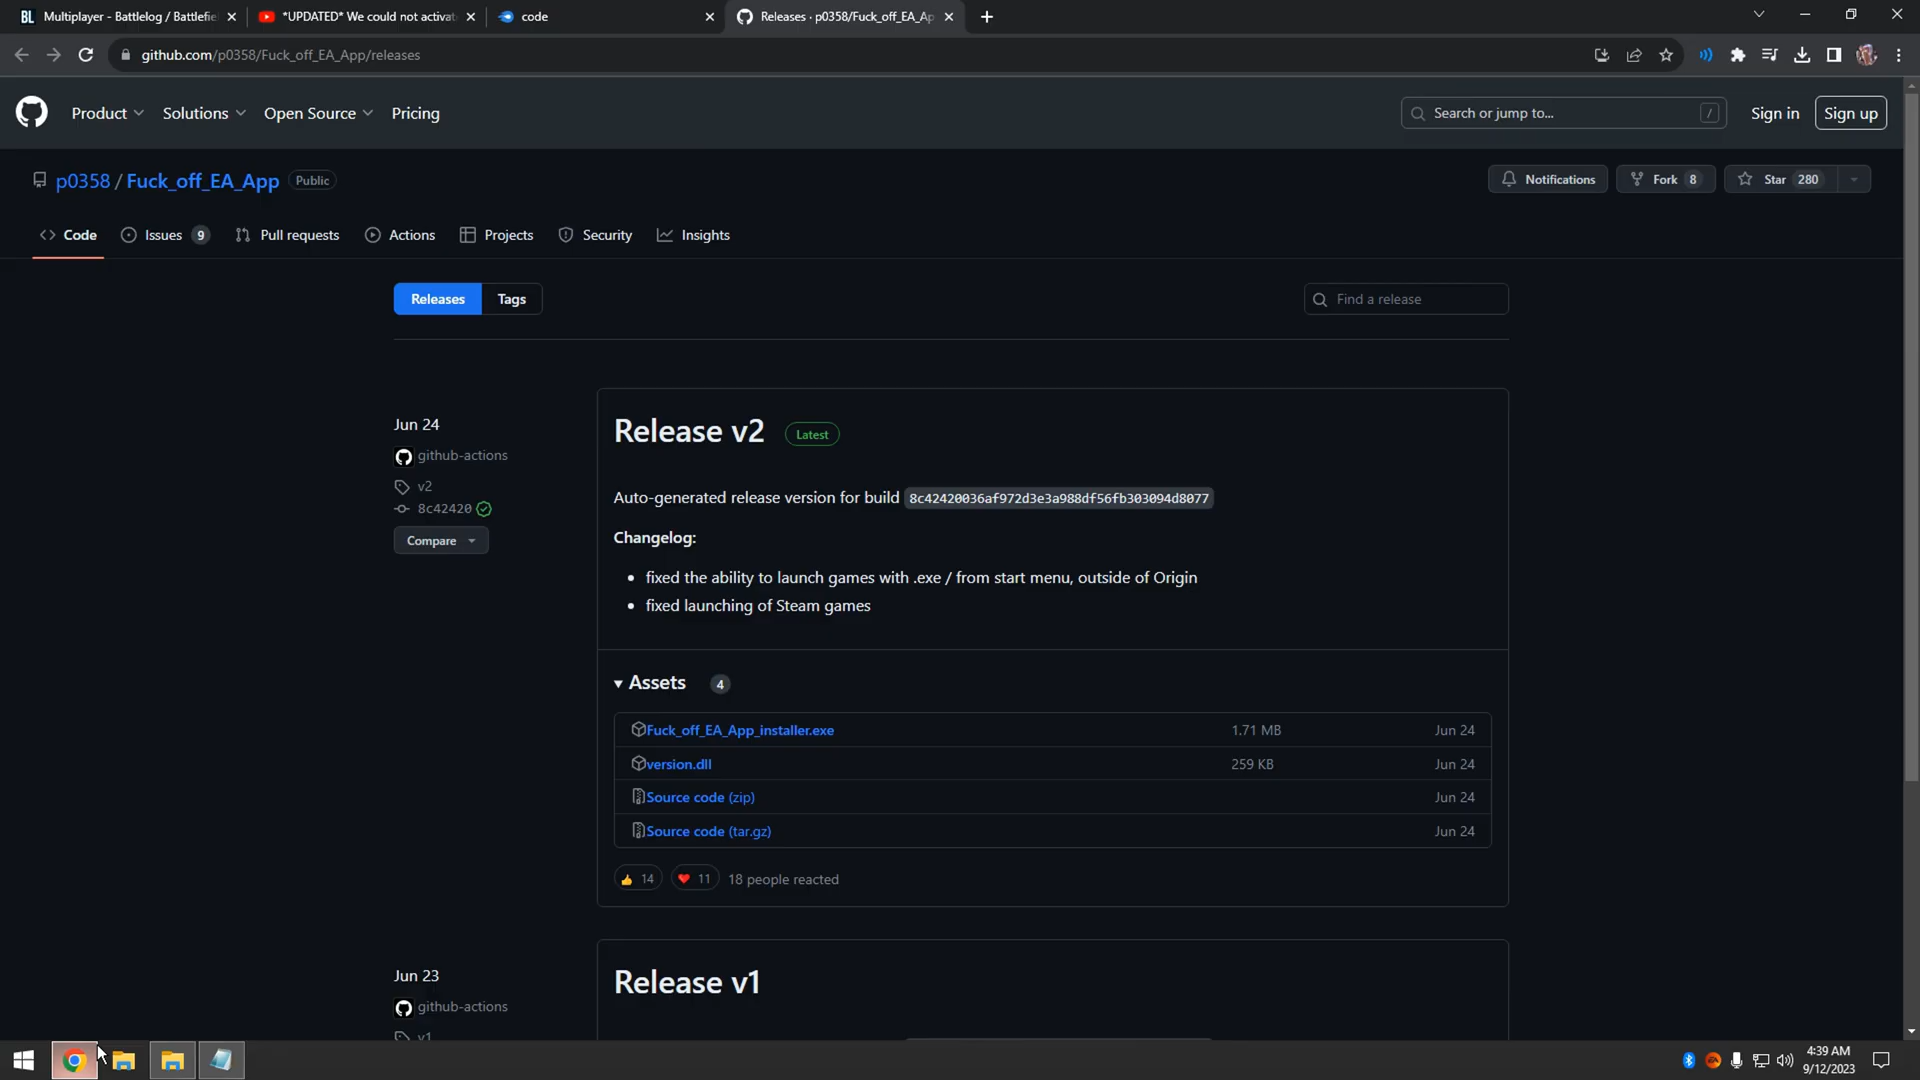 BL Multiplayer - Battlelog / Battlefie
*UPDATED* We could not activat
code
Releases · p0358/Fuck_off_EA_Ap
github.com/p0358/Fuck_off_EA_App/releases
Product Solutions Open Source Pricing
Search or jump to... /
Sign in
Sign up
p0358 / Fuck_off_EA_App Public
Notifications Fork 8 Star 280
Code Issues 9 Pull requests Actions Projects Security Insights
Releases Tags
Find a release
Jun 24
github-actions
v2
8c42420
Compare
Release v2 Latest
Auto-generated release version for build 8c42420036af972d3e3a988df56fb303094d8077
Changelog:
• fixed the ability to launch games with .exe / from start menu, outside of Origin
• fixed launching of Steam games
Assets 4
Fuck_off_EA_App_installer.exe 1.71 MB Jun 24
version.dll 259 KB Jun 24
Source code (zip) Jun 24
Source code (tar.gz) Jun 24
14 11 18 people reacted
Jun 23
github-actions
v1
Release v1
4:39 AM
9/12/2023